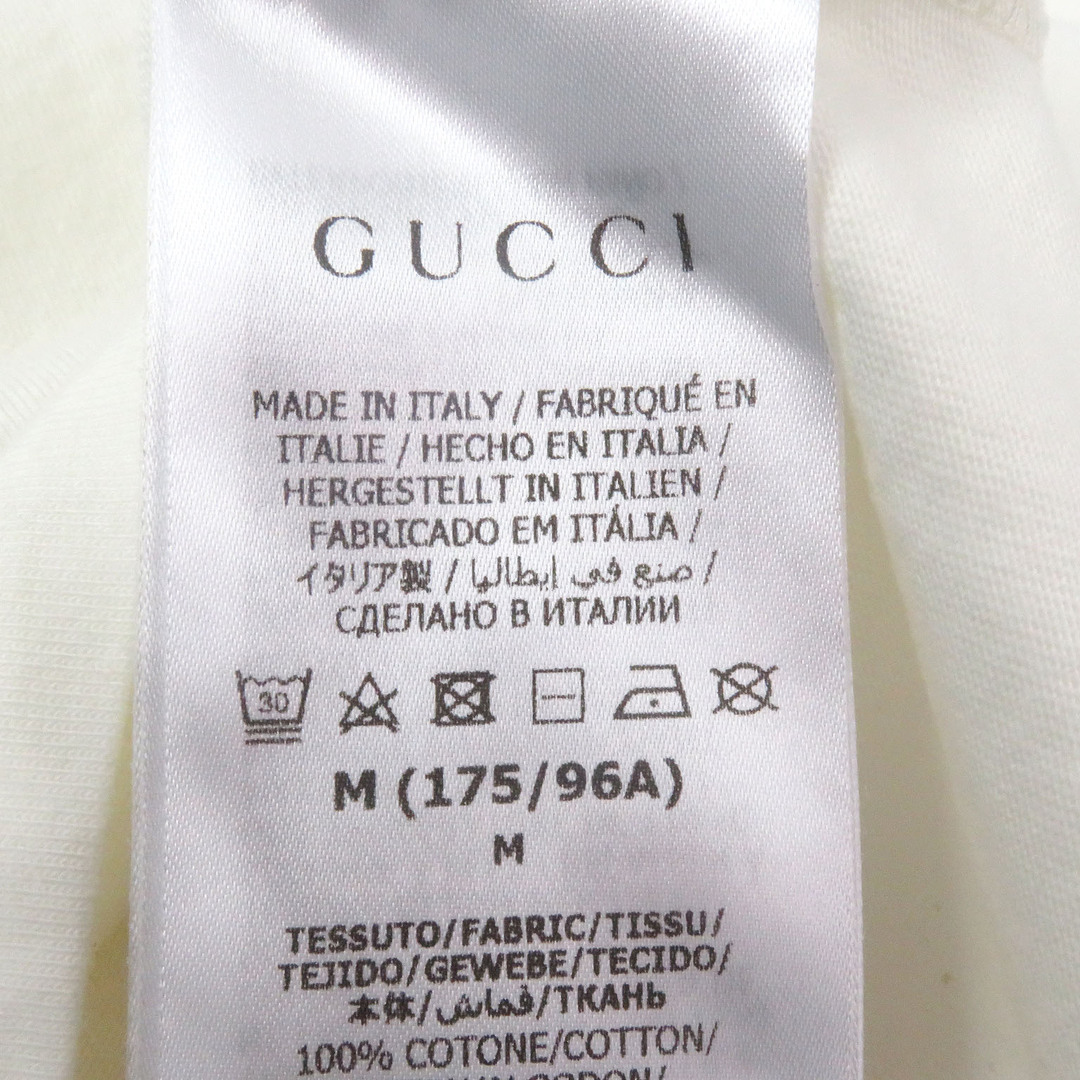 GUCCI
MADE IN ITALY / FABRIQUÉ EN
ITALIE / HECHO EN ITALIA /
HERGESTELLT IN ITALIEN /
FABRICADO EM ITÁLIA /
イタリア製 / صنع في إيطاليا /
СДЕЛАНО В ИТАЛИИ
30
M (175/96A)
M
TESSUTO/FABRIC/TISSU/
TEJIDO/GEWEBE/TECIDO/
本体/قماش/ТКАНЬ
100% COTONE/COTTON/